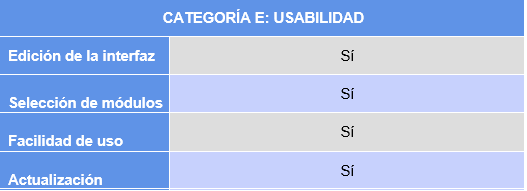 CATEGORÍA E: USABILIDAD
Edición de la interfaz Sí
Selección de módulos Sí
Facilidad de uso Sí
Actualización Sí